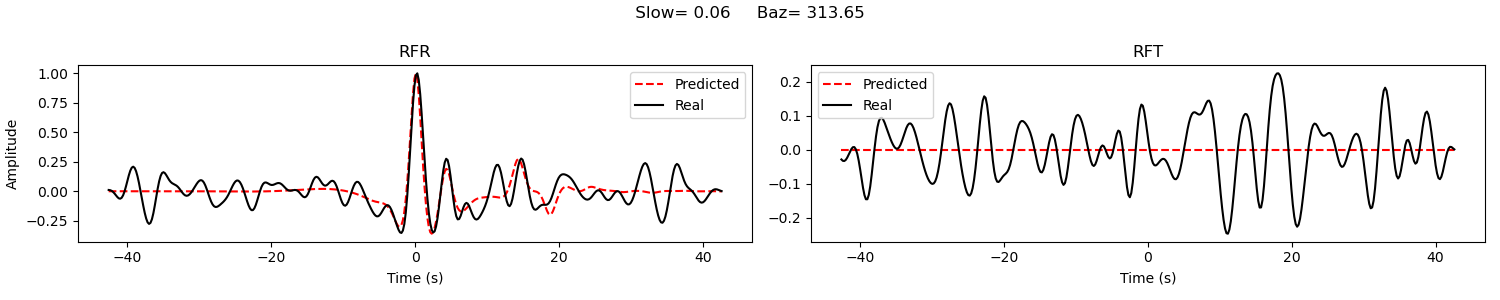 Slow= 0.06 Baz= 313.65
RFR
Amplitude
1.00
0.75
0.50
0.25
0.00
−0.25
−40
−20
0
20
40
Time (s)
Predicted
Real
RFT
0.2
0.1
0.0
−0.1
−0.2
−40
−20
0
20
40
Time (s)
Predicted
Real